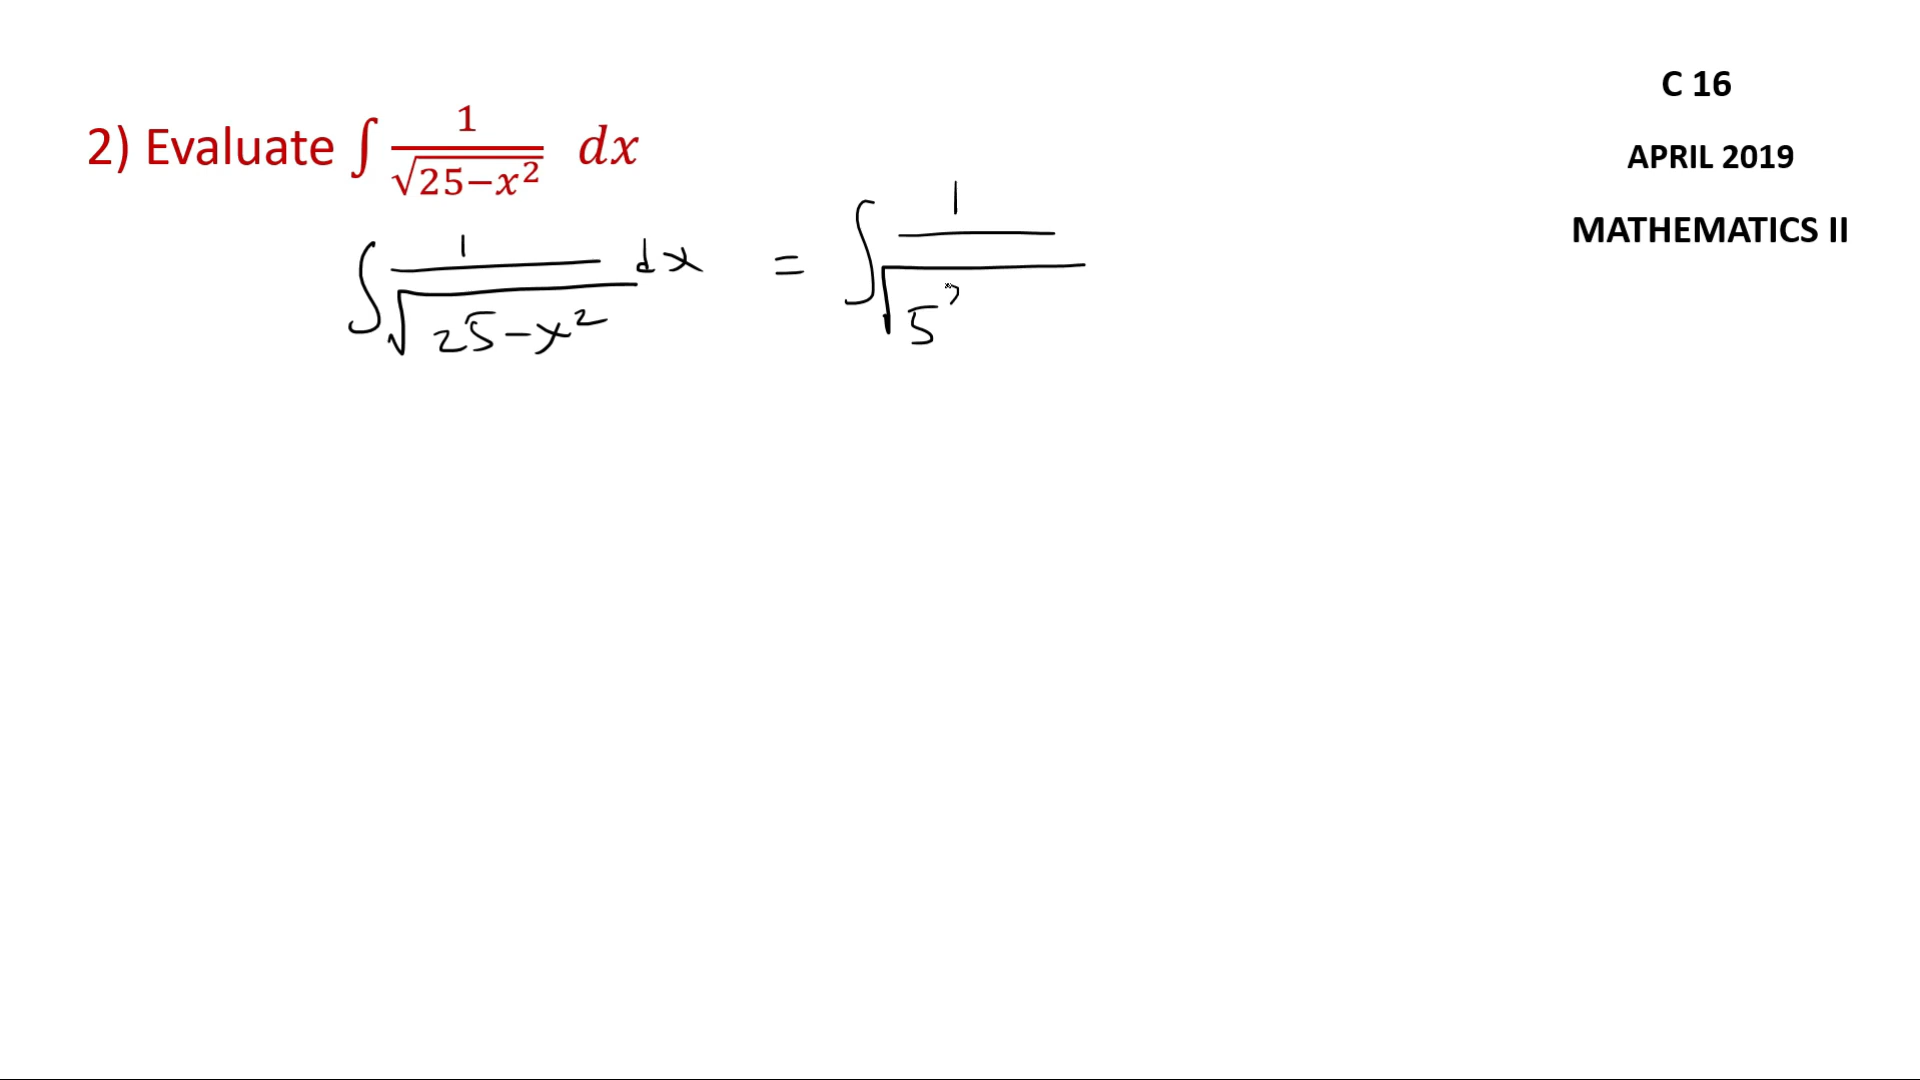 C 16
2) Evaluate ∫ 1/√(25−x²) dx
APRIL 2019
MATHEMATICS II
∫ 1/√(25−x²) dx = ∫ 1/√(5²